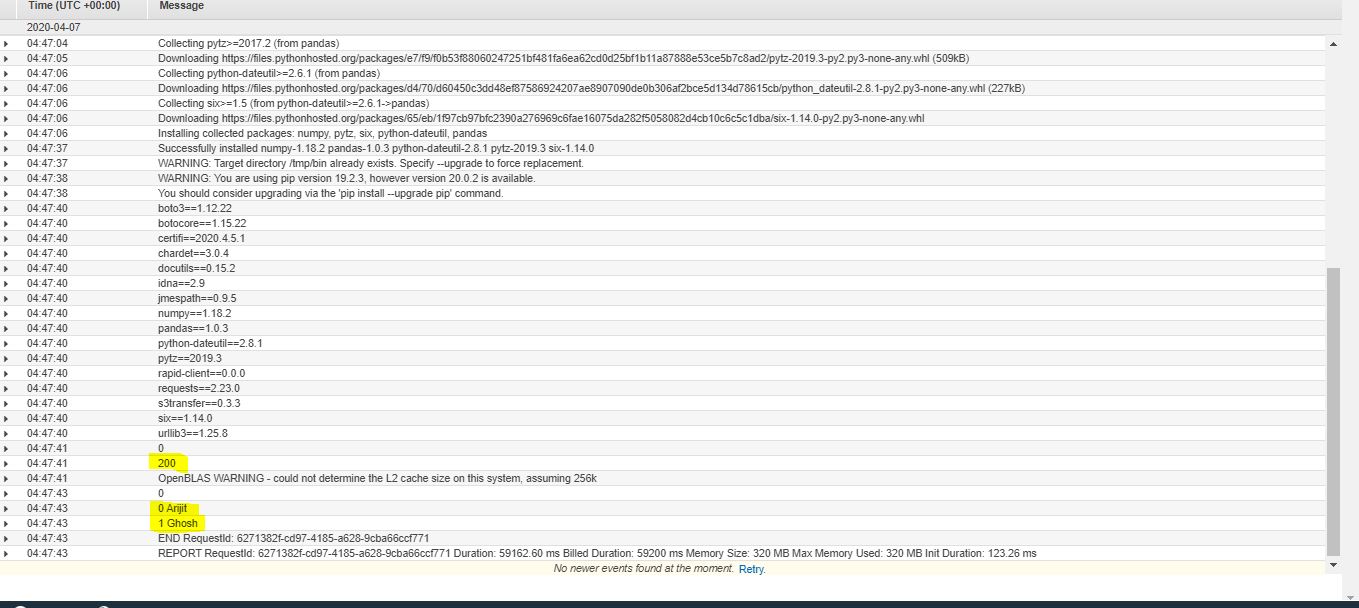 Time (UTC +00:00) Message
2020-04-07
04:47:04 Collecting pytz>=2017.2 (from pandas)
04:47:05 Downloading https://files.pythonhosted.org/packages/e7/f9/f0b53f88060247251bf481fa6ea62cd0d25bf1b11a87888e53ce5b7c8ad2/pytz-2019.3-py2.py3-none-any.whl (509kB)
04:47:06 Collecting python-dateutil>=2.6.1 (from pandas)
04:47:06 Downloading https://files.pythonhosted.org/packages/d4/70/d60450c3dd48ef87586924207ae8907090de0b306af2bce5d134d78615cb/python_dateutil-2.8.1-py2.py3-none-any.whl (227kB)
04:47:06 Collecting six>=1.5 (from python-dateutil>=2.6.1->pandas)
04:47:06 Downloading https://files.pythonhosted.org/packages/65/eb/1f97cb97bfc2390a276969c6fae16075da282f5058082d4cb10c6c5c1dba/six-1.14.0-py2.py3-none-any.whl
04:47:06 Installing collected packages: numpy, pytz, six, python-dateutil, pandas
04:47:37 Successfully installed numpy-1.18.2 pandas-1.0.3 python-dateutil-2.8.1 pytz-2019.3 six-1.14.0
04:47:37 WARNING: Target directory /tmp/bin already exists. Specify --upgrade to force replacement.
04:47:38 WARNING: You are using pip version 19.2.3, however version 20.0.2 is available.
04:47:38 You should consider upgrading via the 'pip install --upgrade pip' command.
04:47:40 boto3==1.12.22
04:47:40 botocore==1.15.22
04:47:40 certifi==2020.4.5.1
04:47:40 chardet==3.0.4
04:47:40 docutils==0.15.2
04:47:40 idna==2.9
04:47:40 jmespath==0.9.5
04:47:40 numpy==1.18.2
04:47:40 pandas==1.0.3
04:47:40 python-dateutil==2.8.1
04:47:40 pytz==2019.3
04:47:40 rapid-client==0.0.0
04:47:40 requests==2.23.0
04:47:40 s3transfer==0.3.3
04:47:40 six==1.14.0
04:47:40 urllib3==1.25.8
04:47:41 0
04:47:41 200
04:47:41 OpenBLAS WARNING - could not determine the L2 cache size on this system, assuming 256k
04:47:43 0
04:47:43 0 Arijit
04:47:43 1 Ghosh
04:47:43 END RequestId: 6271382f-cd97-4185-a628-9cba66ccf771
04:47:43 REPORT RequestId: 6271382f-cd97-4185-a628-9cba66ccf771 Duration: 59162.60 ms Billed Duration: 59200 ms Memory Size: 320 MB Max Memory Used: 320 MB Init Duration: 123.26 ms
No newer events found at the moment. Retry.